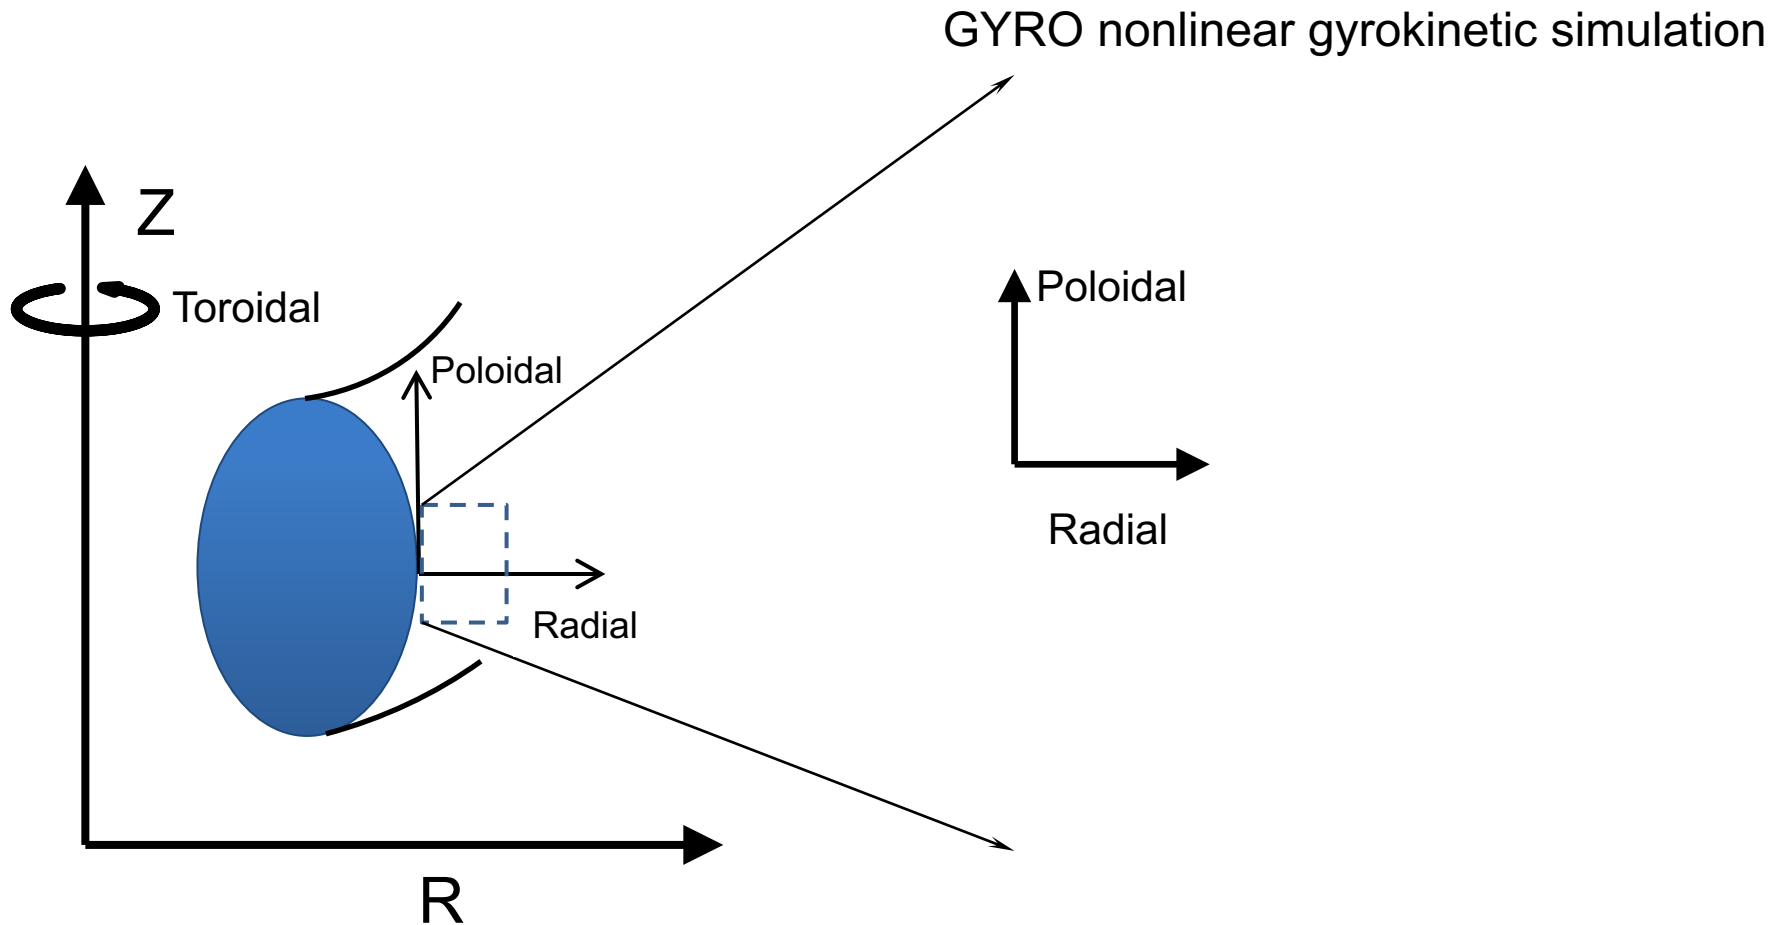 GYRO nonlinear gyrokinetic simulation
Z
Toroidal
Poloidal
Radial
R
Poloidal
Radial